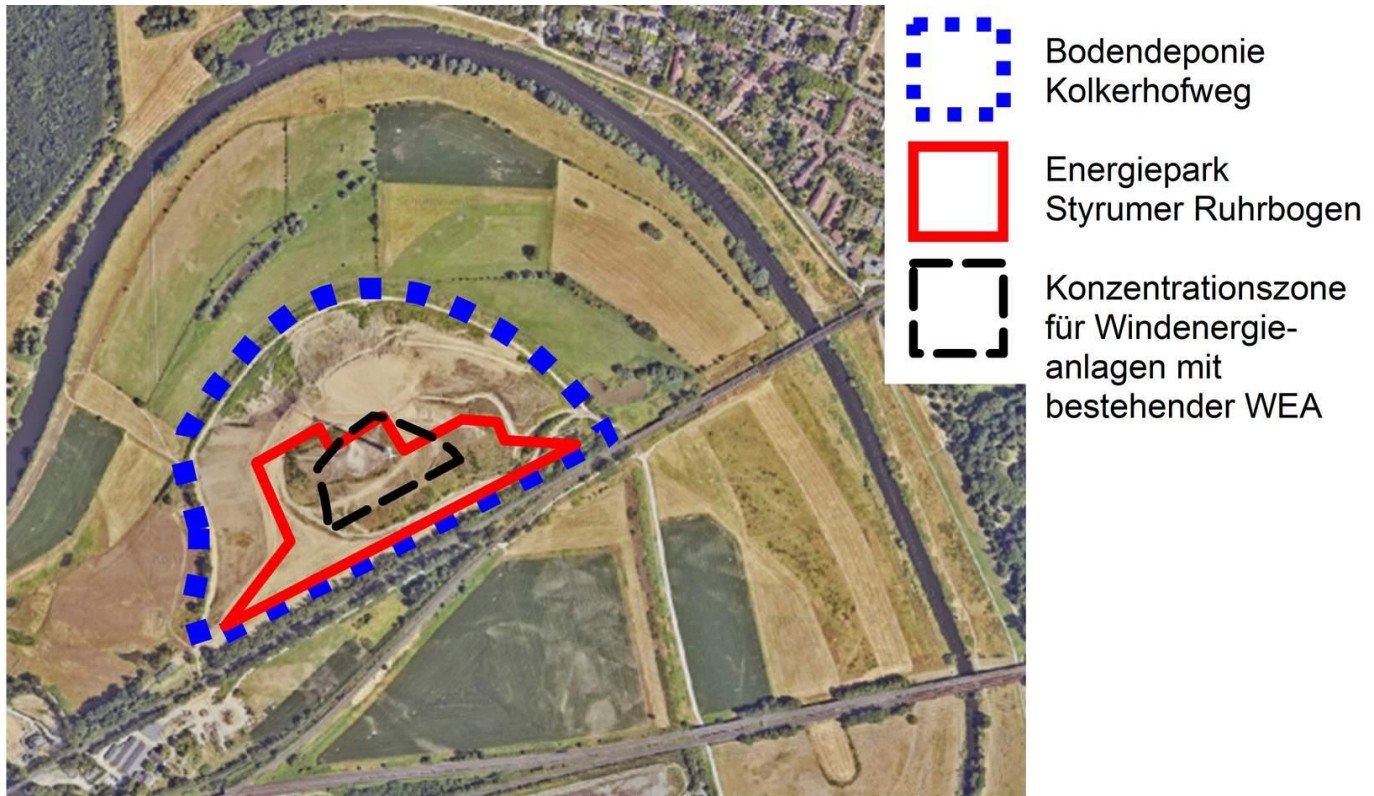 Bodendeponie
Kolkerhofweg
Energiepark
Styrumer Ruhrbogen
Konzentrationszone
für Windenergie-
anlagen mit
bestehender WEA